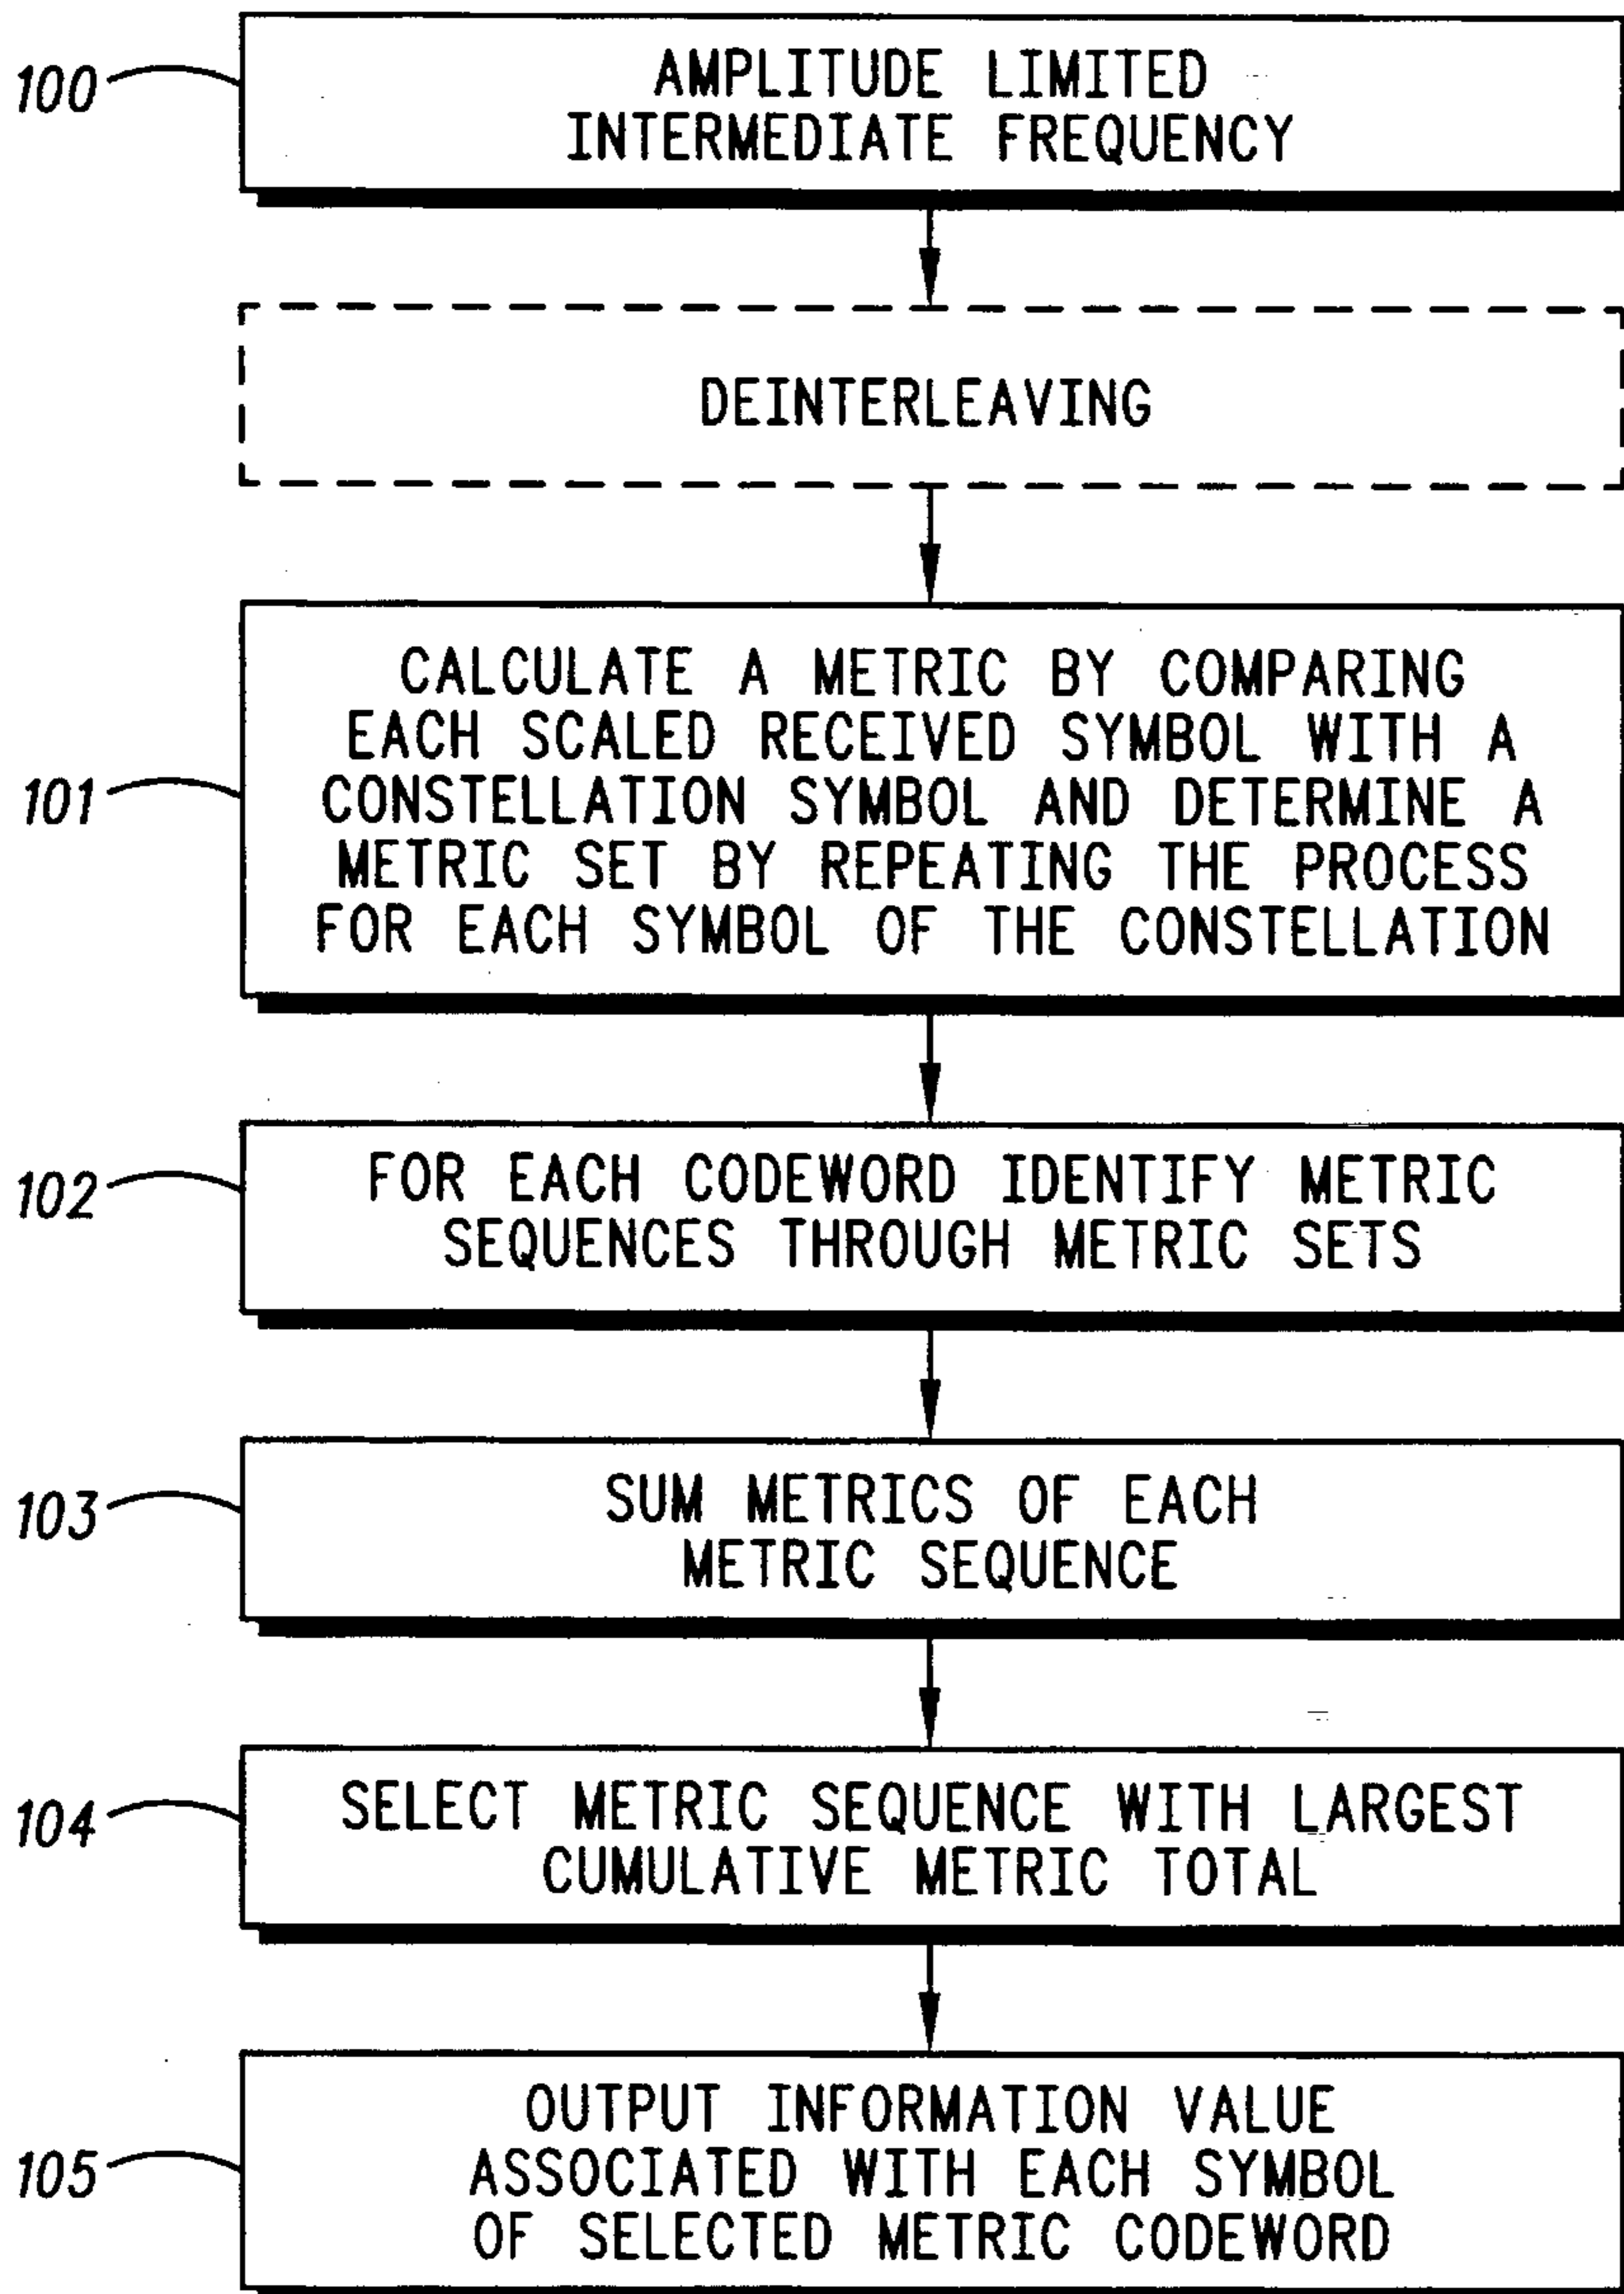 100
AMPLITUDE LIMITED
INTERMEDIATE FREQUENCY
DEINTERLEAVING
101
CALCULATE A METRIC BY COMPARING
EACH SCALED RECEIVED SYMBOL WITH A
CONSTELLATION SYMBOL AND DETERMINE A
METRIC SET BY REPEATING THE PROCESS
FOR EACH SYMBOL OF THE CONSTELLATION
102
FOR EACH CODEWORD IDENTIFY METRIC
SEQUENCES THROUGH METRIC SETS
103
SUM METRICS OF EACH
METRIC SEQUENCE
104
SELECT METRIC SEQUENCE WITH LARGEST
CUMULATIVE METRIC TOTAL
105
OUTPUT INFORMATION VALUE
ASSOCIATED WITH EACH SYMBOL
OF SELECTED METRIC CODEWORD